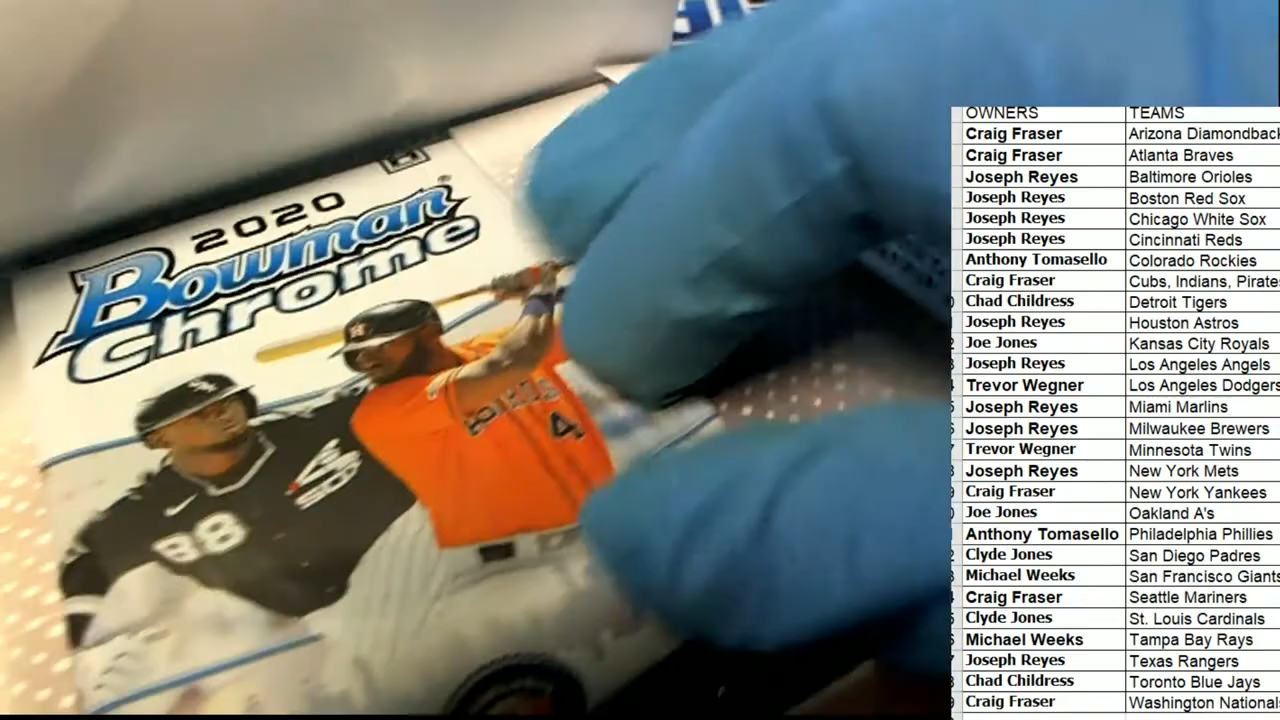 2020
Bowman
Chrome
88
4
OWNERS TEAMS
Craig Fraser Arizona Diamondback
Craig Fraser Atlanta Braves
Joseph Reyes Baltimore Orioles
Joseph Reyes Boston Red Sox
Joseph Reyes Chicago White Sox
Joseph Reyes Cincinnati Reds
Anthony Tomasello Colorado Rockies
Craig Fraser Cubs, Indians, Pirate
Chad Childress Detroit Tigers
Joseph Reyes Houston Astros
Joe Jones Kansas City Royals
Joseph Reyes Los Angeles Angels
Trevor Wegner Los Angeles Dodgers
Joseph Reyes Miami Marlins
Joseph Reyes Milwaukee Brewers
Trevor Wegner Minnesota Twins
Joseph Reyes New York Mets
Craig Fraser New York Yankees
Joe Jones Oakland A's
Anthony Tomasello Philadelphia Phillies
Clyde Jones San Diego Padres
Michael Weeks San Francisco Giants
Craig Fraser Seattle Mariners
Clyde Jones St. Louis Cardinals
Michael Weeks Tampa Bay Rays
Joseph Reyes Texas Rangers
Chad Childress Toronto Blue Jays
Craig Fraser Washington National